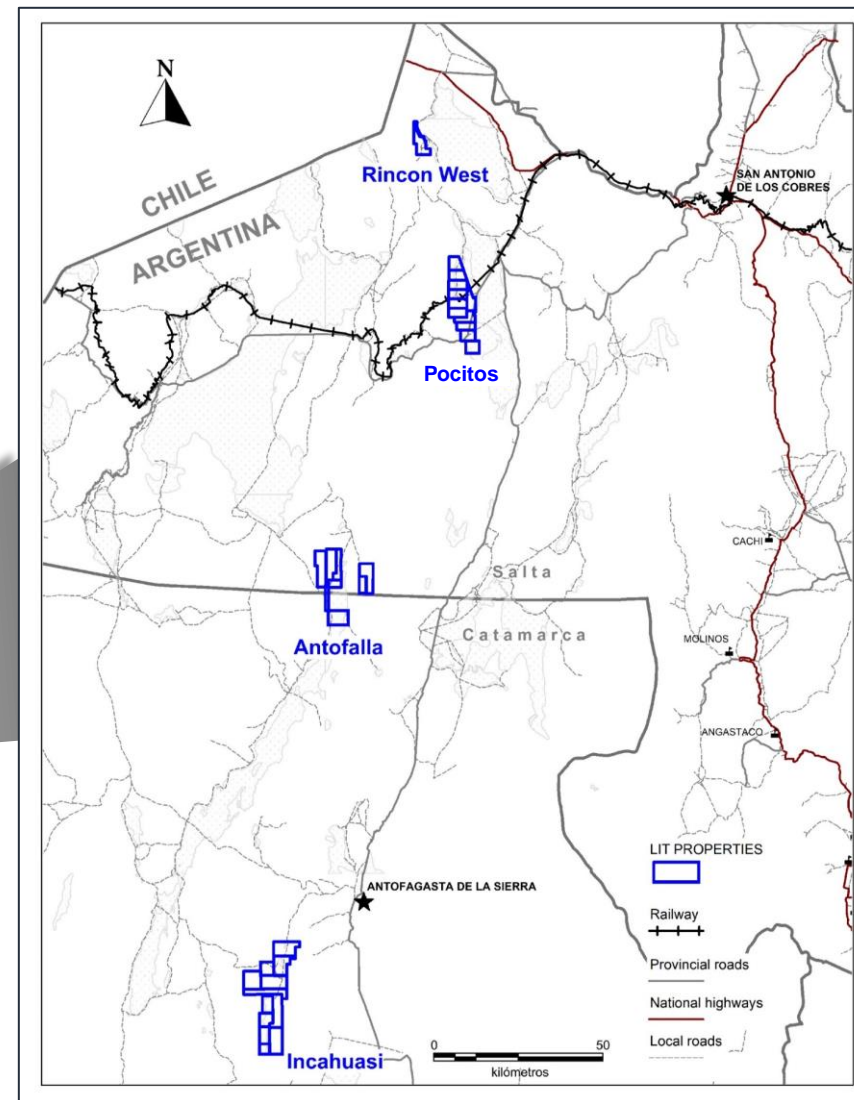 N
CHILE
ARGENTINA
Rincon West
SAN ANTONIO
DE LOS COBRES
Pocitos
CACHI
Salta
Catamarca
Antofalla
MOLINOS
ANGASTACO
LIT PROPERTIES
ANTOFAGASTA DE LA SIERRA
Railway
Provincial roads
National highways
Local roads
Incahuasi
0 50
kilómetros